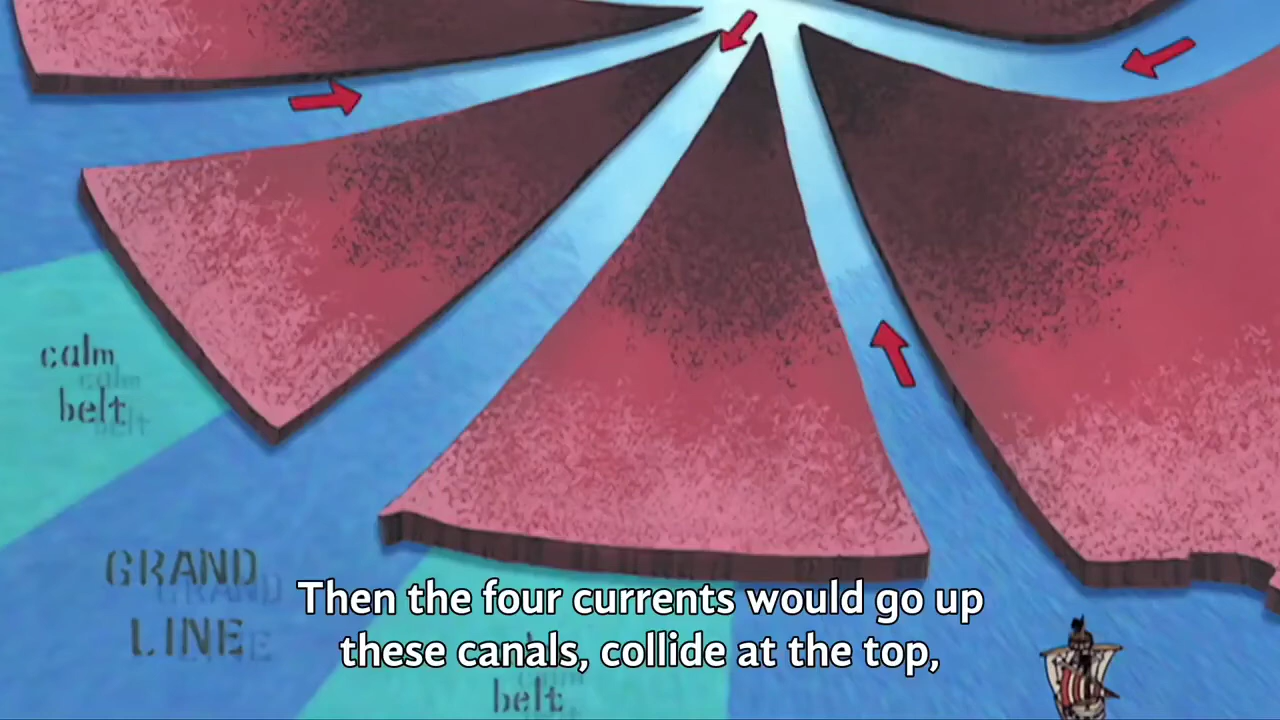 calm
belt
GRAND
LINE
Then the four currents would go up
these canals, collide at the top,
belt